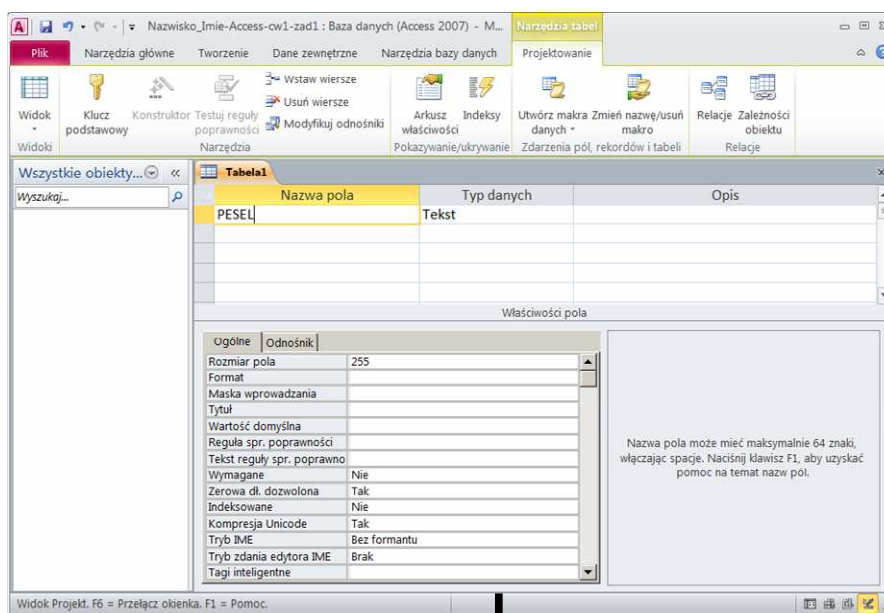 Nazwisko_Imie-Access-cw1-zad1 : Baza danych (Access 2007) - M...
Narzędzia tabel
Plik
Narzędzia główne
Tworzenie
Dane zewnętrzne
Narzędzia bazy danych
Projektowanie
Widok
Klucz podstawowy
Konstruktor
Testuj reguły poprawności
Wstaw wiersze
Usuń wiersze
Modyfikuj odnośniki
Arkusz właściwości
Indeksy
Utwórz makra danych
Zmień nazwę/usuń makro
Relacje
Zależności obiektu
Widoki
Narzędzia
Pokazywanie/ukrywanie
Zdarzenia pól, rekordów i tabeli
Relacje
Wszystkie obiekty...
Wyszukaj...
Tabela1
Nazwa pola Typ danych Opis
PESEL Tekst
Właściwości pola
Ogólne Odnośnik
Rozmiar pola 255
Format
Maska wprowadzania
Tytuł
Wartość domyślna
Reguła spr. poprawności
Tekst reguły spr. poprawno
Wymagane Nie
Zerowa dł. dozwolona Tak
Indeksowane Nie
Kompresja Unicode Tak
Tryb IME Bez formantu
Tryb zdania edytora IME Brak
Tagi inteligentne
Nazwa pola może mieć maksymalnie 64 znaki,
włączając spacje. Naciśnij klawisz F1, aby uzyskać
pomoc na temat nazw pól.
Widok Projekt. F6 = Przełącz okienka. F1 = Pomoc.